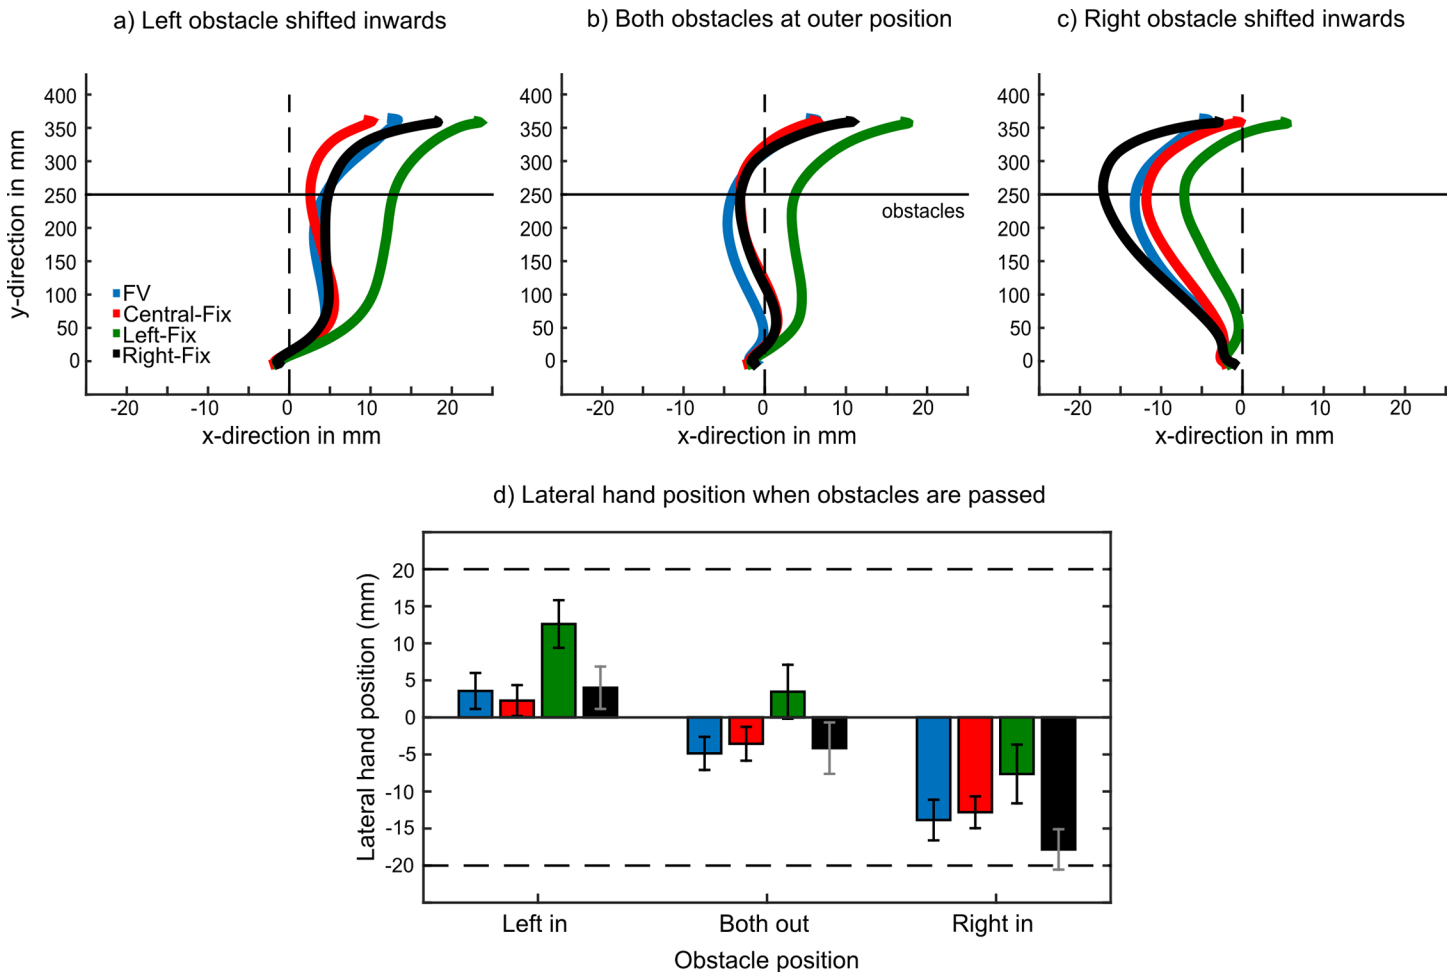 a) Left obstacle shifted inwards
b) Both obstacles at outer position
c) Right obstacle shifted inwards
y-direction in mm
400
350
300
250
200
150
100
50
0
FV
Central-Fix
Left-Fix
Right-Fix
-20
-10
0
10
20
x-direction in mm
400
350
300
250
200
150
100
50
0
obstacles
-20
-10
0
10
20
x-direction in mm
400
350
300
250
200
150
100
50
0
-20
-10
0
x-direction in mm
d) Lateral hand position when obstacles are passed
Lateral hand position (mm)
20
15
10
5
0
-5
-10
-15
-20
Left in
Both out
Right in
Obstacle position